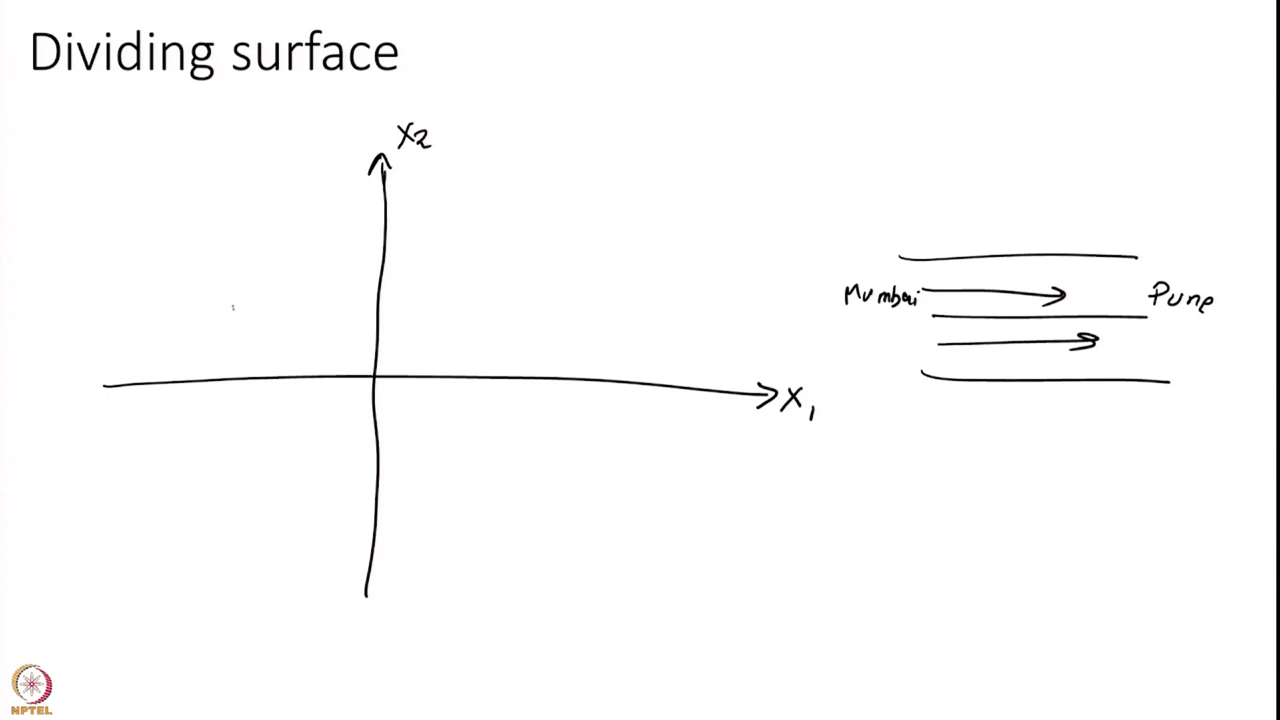 Dividing surface
X2
Mumbai
Pune
X1
NPTEL